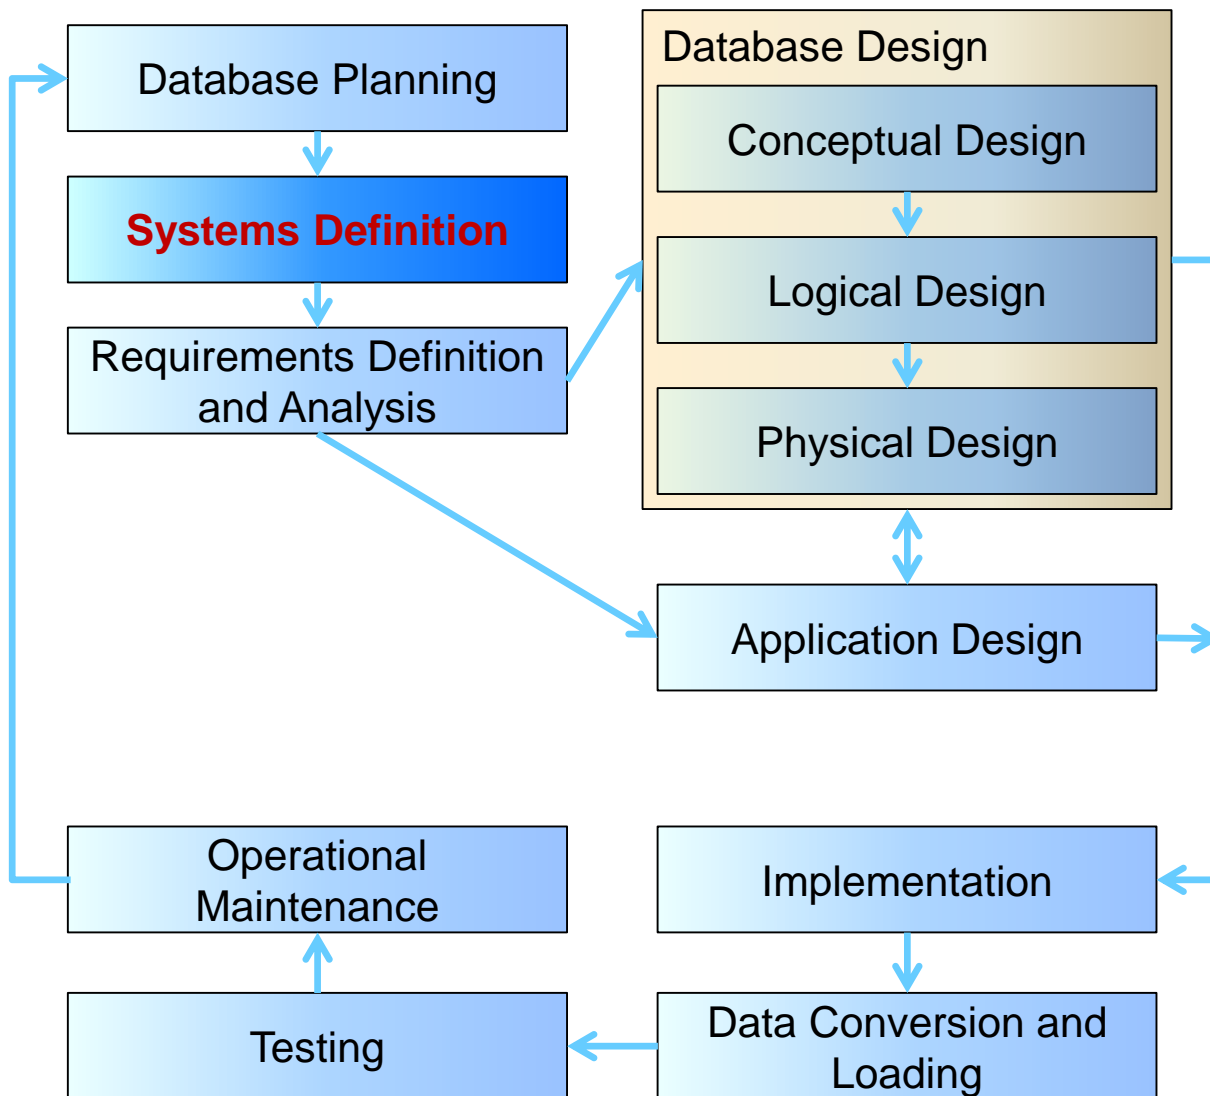 Database Planning
Systems Definition
Requirements Definition
and Analysis
Database Design
Conceptual Design
Logical Design
Physical Design
Application Design
Operational
Maintenance
Implementation
Testing
Data Conversion and
Loading